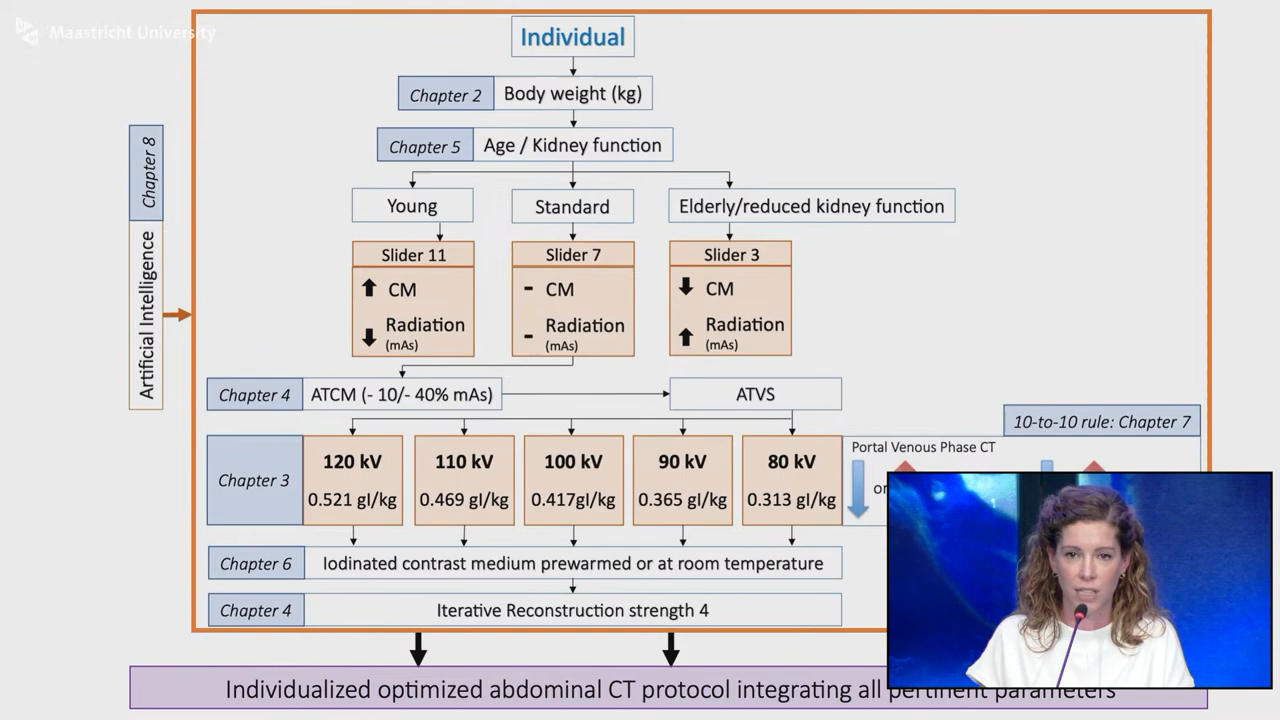 Maastricht University
Individual
Chapter 2
Body weight (kg)
Chapter 5
Age / Kidney function
Chapter 8
Artificial Intelligence
Young
Standard
Elderly/reduced kidney function
Slider 11
CM
Radiation
(mAs)
Slider 7
- CM
- Radiation
(mAs)
Slider 3
CM
Radiation
(mAs)
Chapter 4
ATCM (- 10/- 40% mAs)
ATVS
10-to-10 rule: Chapter 7
Chapter 3
120 kV
0.521 gI/kg
110 kV
0.469 gI/kg
100 kV
0.417gI/kg
90 kV
0.365 gI/kg
80 kV
0.313 gI/kg
Portal Venous Phase CT
or
Chapter 6
Iodinated contrast medium prewarmed or at room temperature
Chapter 4
Iterative Reconstruction strength 4
Individualized optimized abdominal CT protocol integrating all pertinent parameters